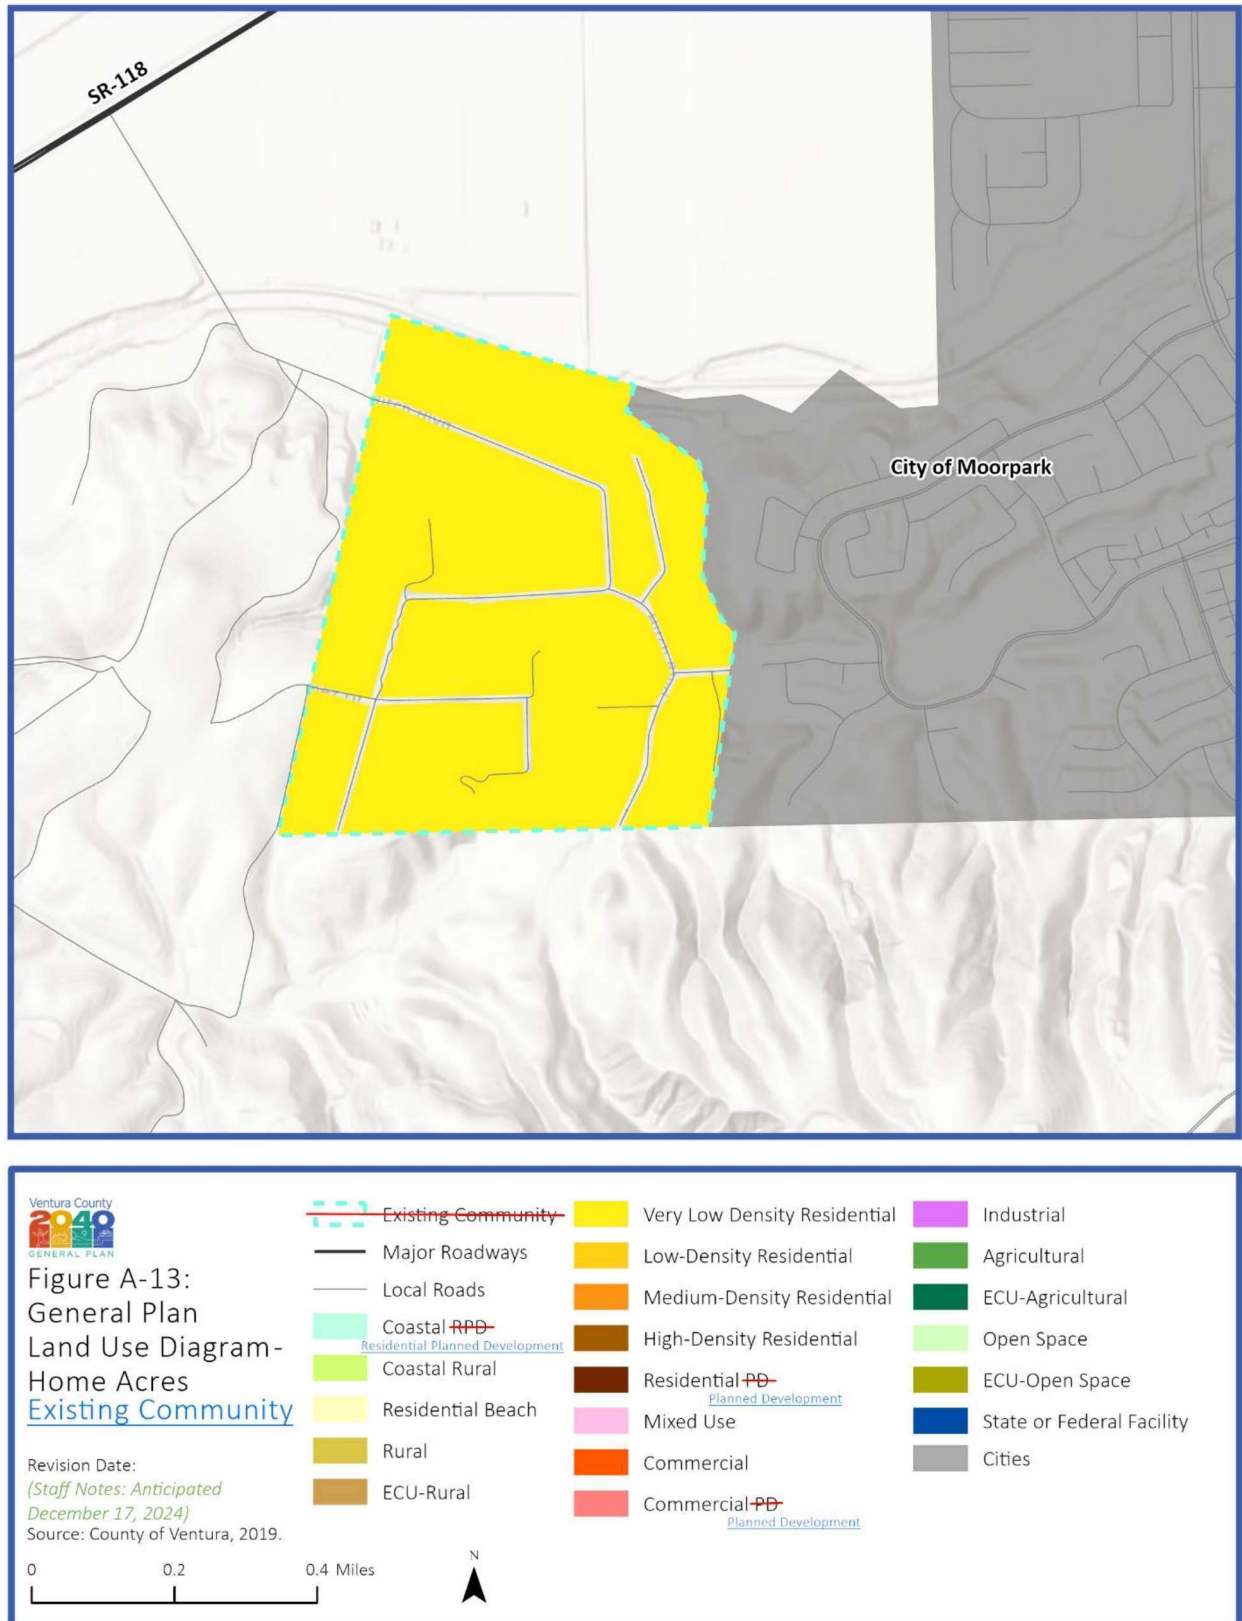 SR-118
City of Moorpark
Ventura County
2040
GENERAL PLAN
Figure A-13:
General Plan
Land Use Diagram-
Home Acres
Existing Community
Revision Date:
(Staff Notes: Anticipated
December 17, 2024)
Source: County of Ventura, 2019.
0 0.2 0.4 Miles
Existing Community
Major Roadways
Local Roads
Coastal RPD
Residential Planned Development
Coastal Rural
Residential Beach
Rural
ECU-Rural
Very Low Density Residential
Low-Density Residential
Medium-Density Residential
High-Density Residential
Residential PD
Planned Development
Mixed Use
Commercial
Commercial PD
Planned Development
Industrial
Agricultural
ECU-Agricultural
Open Space
ECU-Open Space
State or Federal Facility
Cities
N